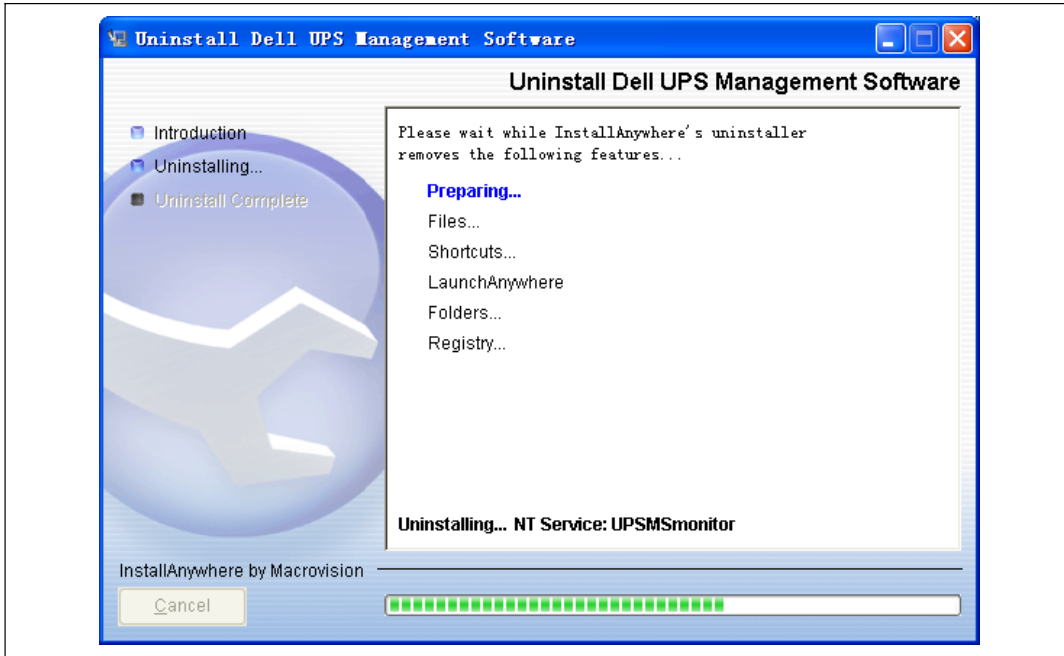 Uninstall Dell UPS Management Software
Uninstall Dell UPS Management Software
Introduction
Uninstalling...
Uninstall Complete
Please wait while InstallAnywhere's uninstaller
removes the following features...
Preparing...
Files...
Shortcuts...
LaunchAnywhere
Folders...
Registry...
Uninstalling... NT Service: UPSMSmonitor
InstallAnywhere by Macrovision
Cancel